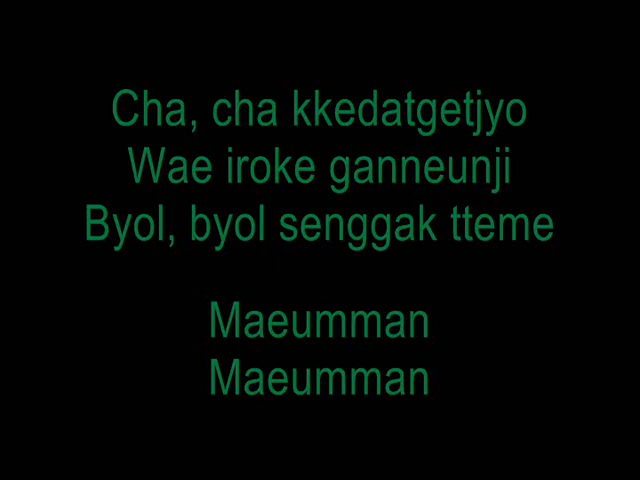 Cha, cha kkedatgetjyo
Wae iroke ganneunji
Byol, byol senggak tteme
Maeumman
Maeumman